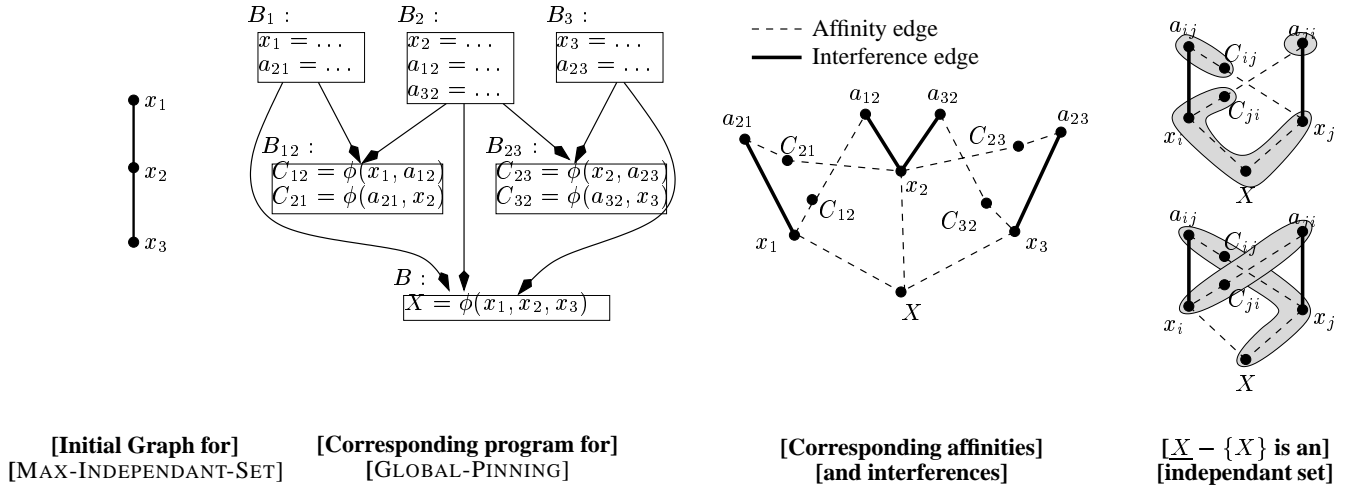 x₁
x₂
x₃
B₁ :
x₁ = …
a₂₁ = …
B₂ :
x₂ = …
a₁₂ = …
a₃₂ = …
B₃ :
x₃ = …
a₂₃ = …
B₁₂ :
C₁₂ = ϕ(x₁, a₁₂)
C₂₁ = ϕ(a₂₁, x₂)
B₂₃ :
C₂₃ = ϕ(x₂, a₂₃)
C₃₂ = ϕ(a₃₂, x₃)
B :
X = ϕ(x₁, x₂, x₃)
Affinity edge
Interference edge
a₁₂
a₃₂
a₂₁
a₂₃
C₂₁
C₂₃
x₂
C₁₂
C₃₂
x₁
x₃
X
aᵢⱼ
aⱼᵢ
Cᵢⱼ
Cⱼᵢ
xᵢ
xⱼ
X
aᵢⱼ
aⱼᵢ
Cᵢⱼ
Cⱼᵢ
xᵢ
xⱼ
X
[Initial Graph for]
[MAX-INDEPENDANT-SET]
[Corresponding program for]
[GLOBAL-PINNING]
[Corresponding affinities]
[and interferences]
[X − {X} is an]
[independant set]